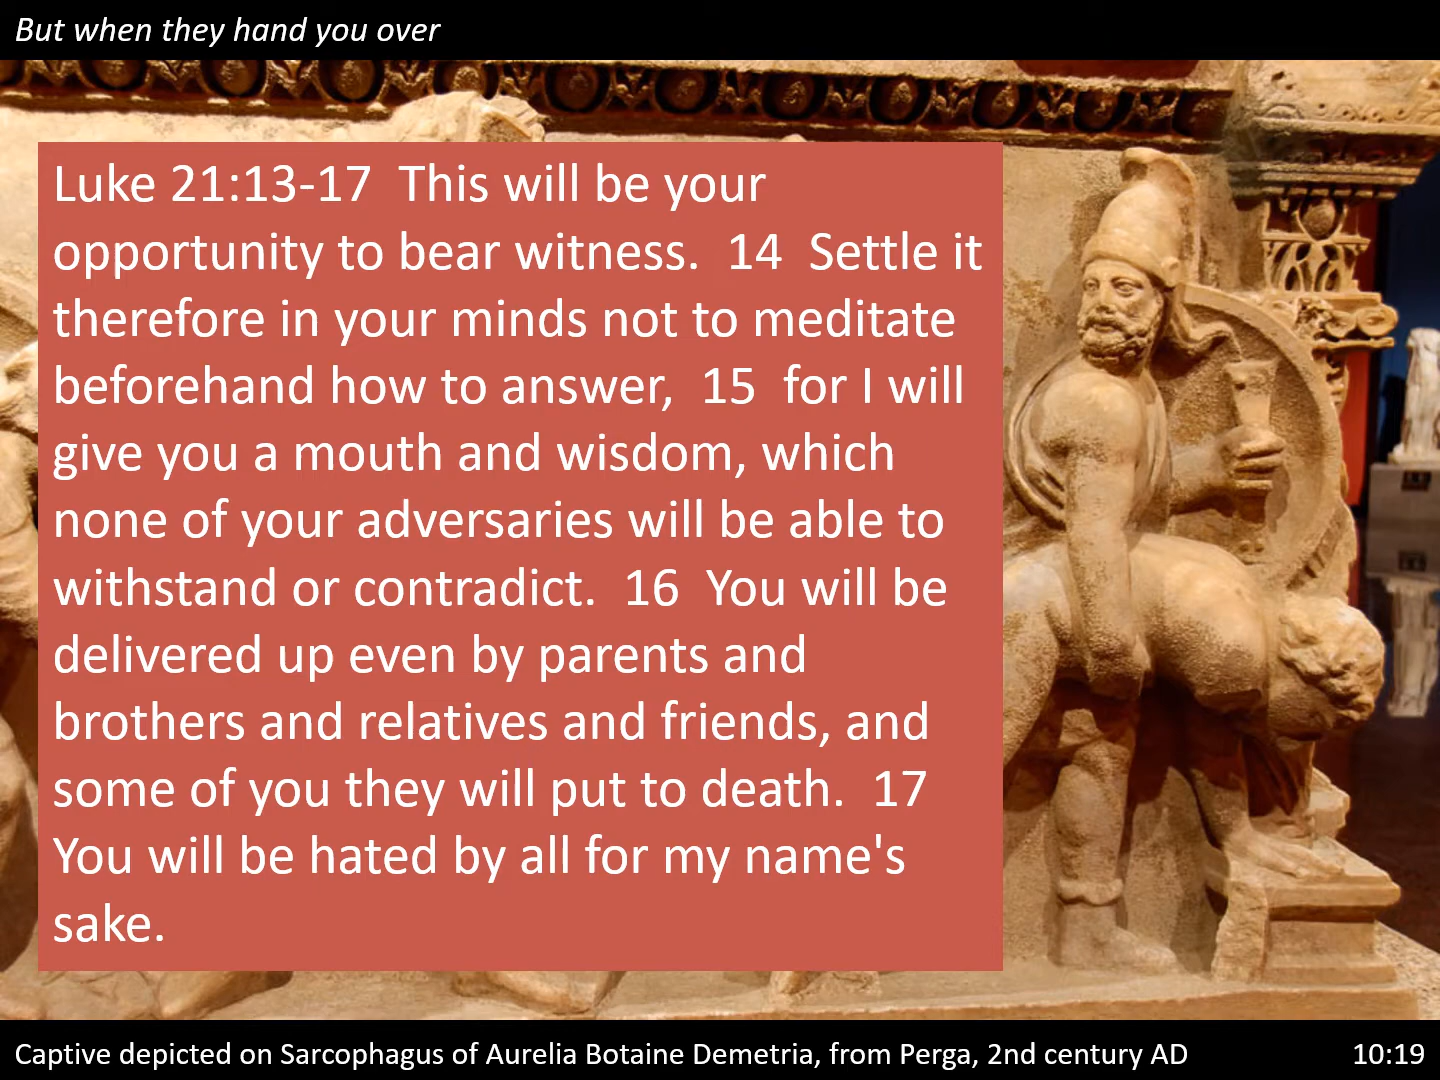 But when they hand you over
Luke 21:13-17  This will be your
opportunity to bear witness.  14  Settle it
therefore in your minds not to meditate
beforehand how to answer,  15  for I will
give you a mouth and wisdom, which
none of your adversaries will be able to
withstand or contradict.  16  You will be
delivered up even by parents and
brothers and relatives and friends, and
some of you they will put to death.  17
You will be hated by all for my name's
sake.
Captive depicted on Sarcophagus of Aurelia Botaine Demetria, from Perga, 2nd century AD
10:19